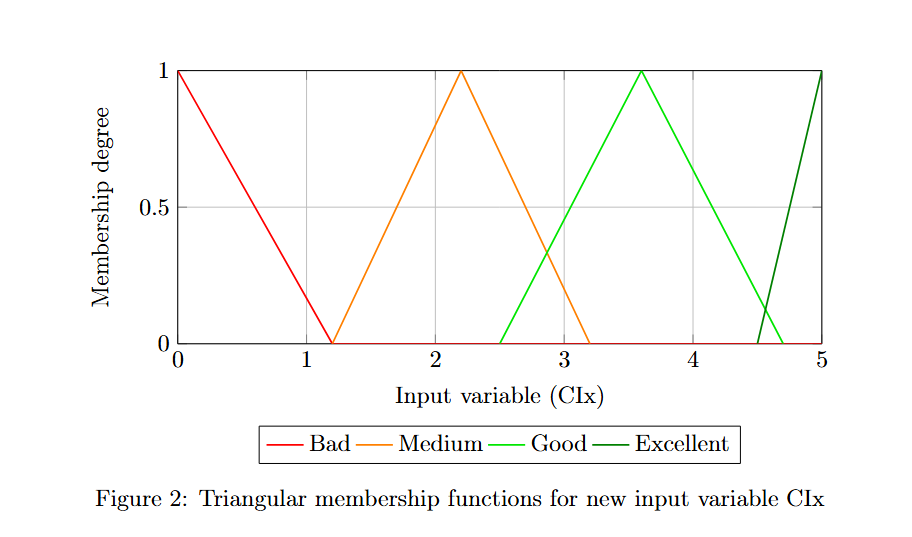 1
Membership degree
0.5
0
0 1 2 3 4 5
Input variable (CIx)
Bad Medium Good Excellent
Figure 2: Triangular membership functions for new input variable CIx